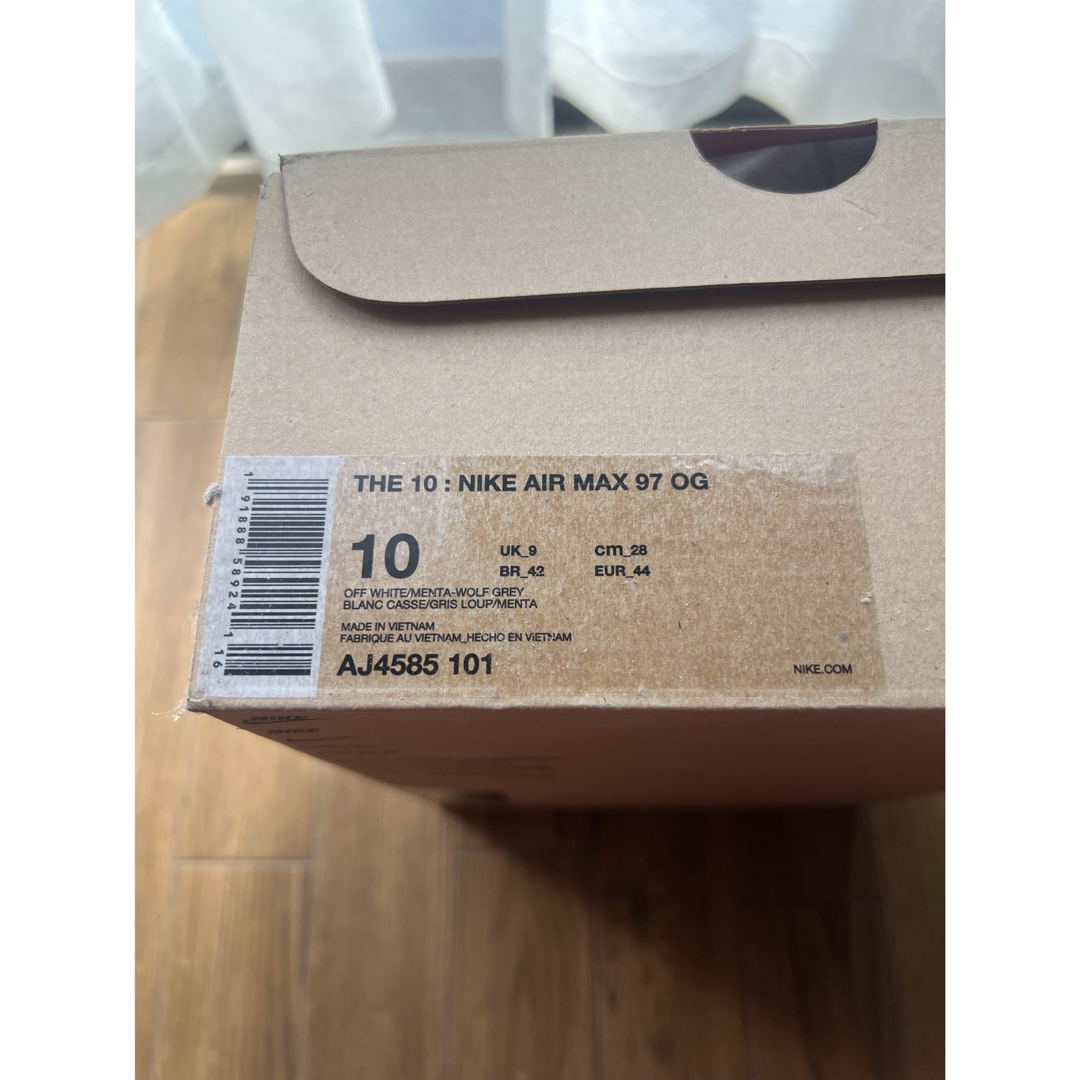 THE 10 : NIKE AIR MAX 97 OG
10
UK_9 cm_28
BR_42 EUR_44
OFF WHITE/MENTA-WOLF GREY
BLANC CASSE/GRIS LOUP/MENTA
MADE IN VIETNAM
FABRIQUE AU VIETNAM_HECHO EN VIETNAM
AJ4585 101
NIKE.COM
1 91888 58924 1 16
NIKE
NIKE